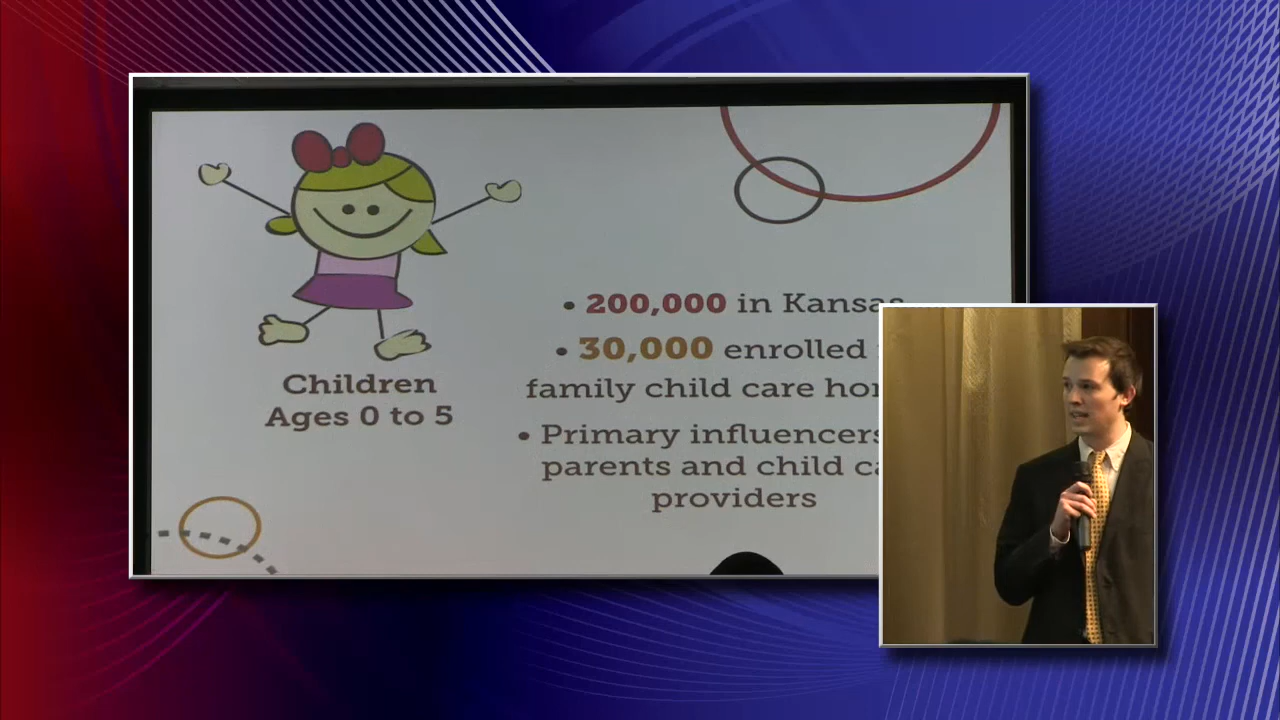 Children
Ages 0 to 5
• 200,000 in Kansas
• 30,000 enrolled
family child care
• Primary influencers
parents and child
providers